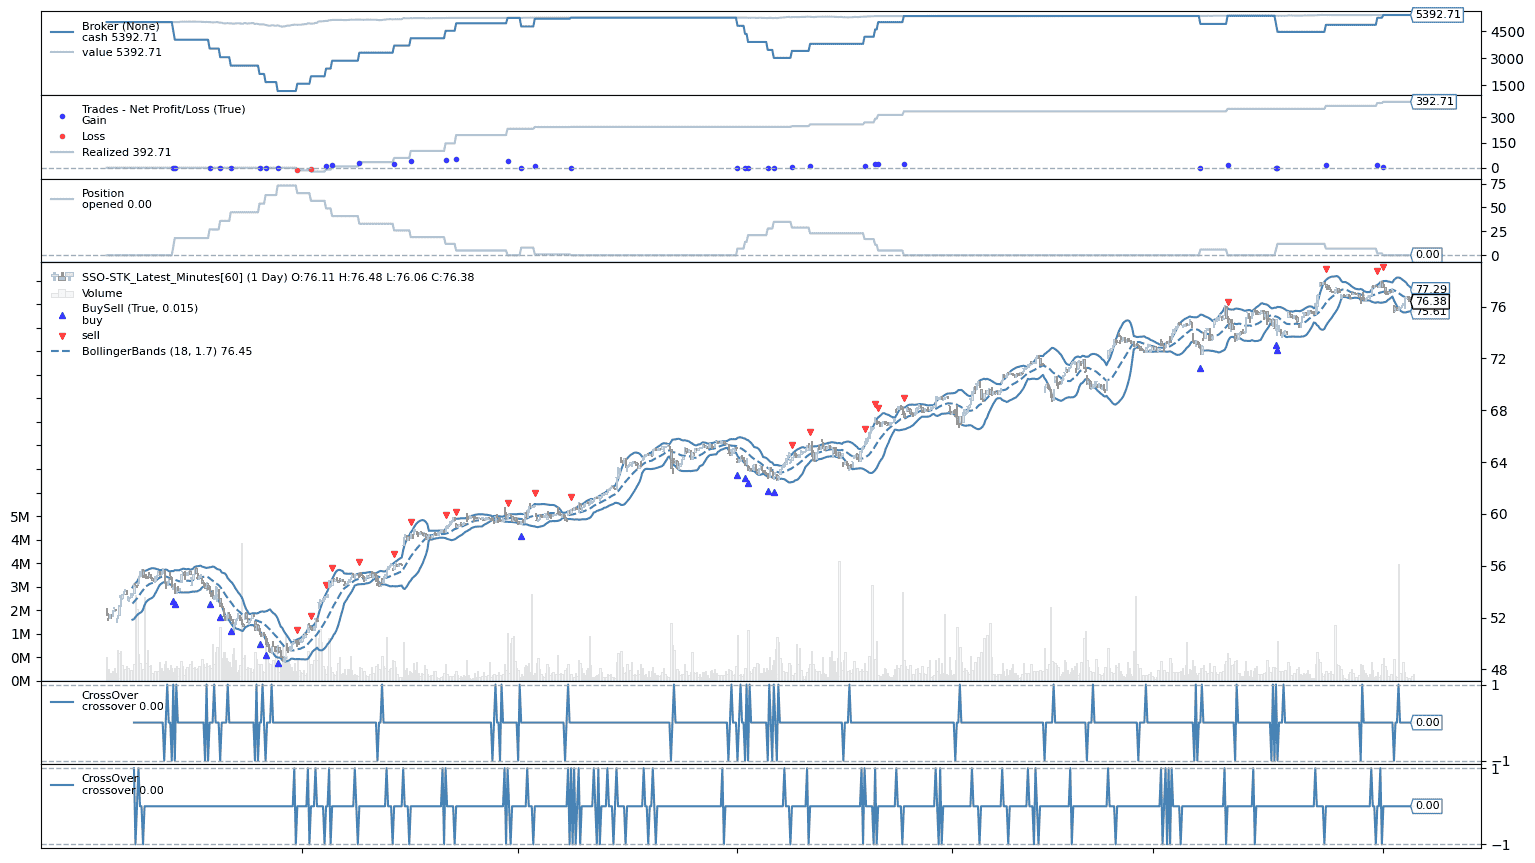 Broker (None)
cash 5392.71
value 5392.71
5392.71
4500
3000
1500
Trades - Net Profit/Loss (True)
Gain
Loss
Realized 392.71
392.71
300
150
0
Position
opened 0.00
75
50
25
0
0.00
SSO-STK_Latest_Minutes[60] (1 Day) O:76.11 H:76.48 L:76.06 C:76.38
Volume
BuySell (True, 0.015)
buy
sell
BollingerBands (18, 1.7) 76.45
77.29
76.38
75.61
76
72
68
64
60
56
52
48
5M
4M
4M
3M
2M
1M
0M
0M
CrossOver
crossover 0.00
1
0.00
−1
CrossOver
crossover 0.00
1
0.00
−1